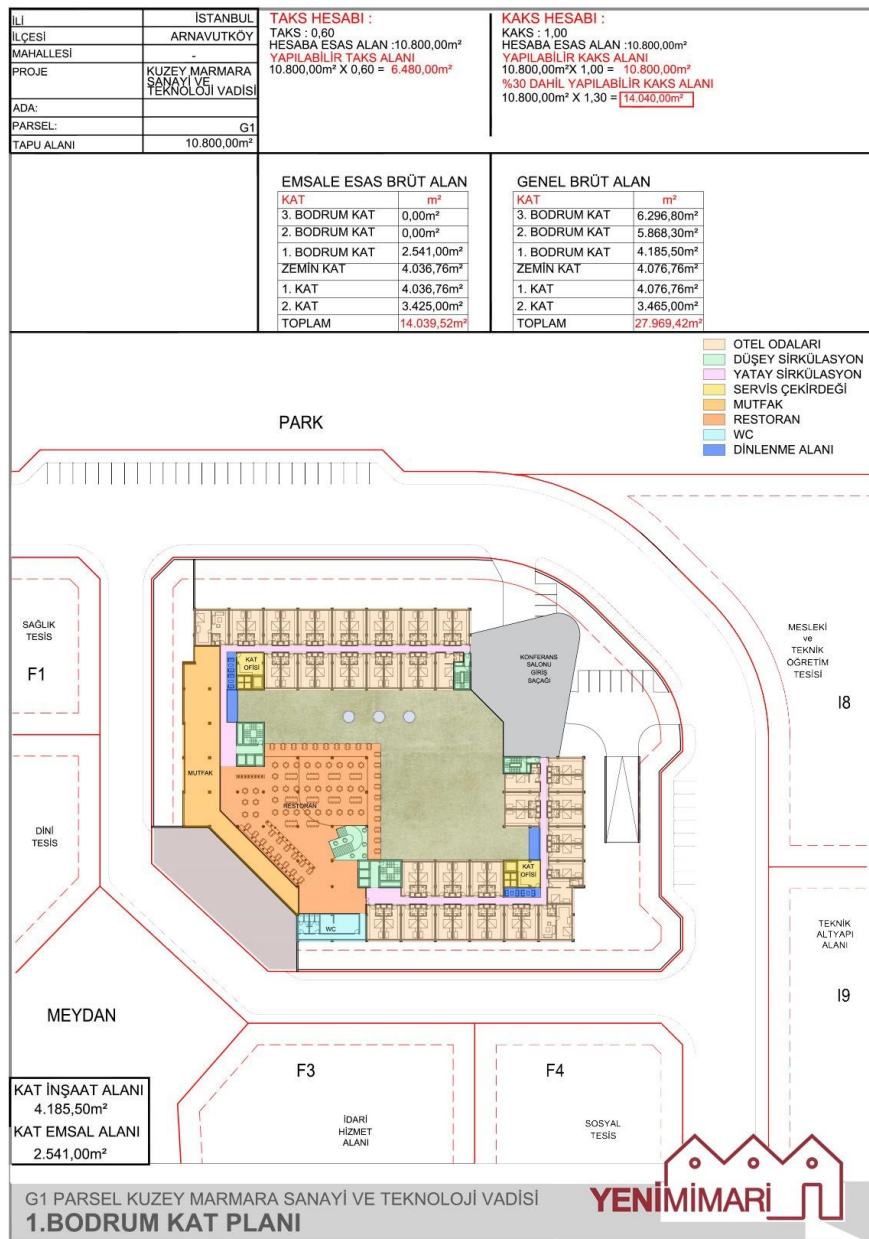 İLİ İSTANBUL
İLÇESİ ARNAVUTKÖY
MAHALLESİ -
PROJE KUZEY MARMARA
SANAYİ VE
TEKNOLOJİ VADİSİ
ADA:
PARSEL: G1
TAPU ALANI 10.800,00m²
TAKS HESABI :
TAKS : 0,60
HESABA ESAS ALAN :10.800,00m²
YAPILABİLİR TAKS ALANI
10.800,00m² X 0,60 = 6.480,00m²
KAKS HESABI :
KAKS : 1,00
HESABA ESAS ALAN :10.800,00m²
YAPILABİLİR KAKS ALANI
10.800,00m²X 1,00 = 10.800,00m²
%30 DAHİL YAPILABİLİR KAKS ALANI
10.800,00m² X 1,30 = 14.040,00m²
EMSALE ESAS BRÜT ALAN
KAT m²
3. BODRUM KAT 0,00m²
2. BODRUM KAT 0,00m²
1. BODRUM KAT 2.541,00m²
ZEMİN KAT 4.036,76m²
1. KAT 4.036,76m²
2. KAT 3.425,00m²
TOPLAM 14.039,52m²
GENEL BRÜT ALAN
KAT m²
3. BODRUM KAT 6.296,80m²
2. BODRUM KAT 5.868,30m²
1. BODRUM KAT 4.185,50m²
ZEMİN KAT 4.076,76m²
1. KAT 4.076,76m²
2. KAT 3.465,00m²
TOPLAM 27.969,42m²
OTEL ODALARI
DÜŞEY SİRKÜLASYON
YATAY SİRKÜLASYON
SERVİS ÇEKİRDEĞİ
MUTFAK
RESTORAN
WC
DİNLENME ALANI
PARK
SAĞLIK
TESİS
F1
KAT
OFİSİ
KONFERANS
SALONU
GİRİŞ
SAÇAĞI
MESLEKİ
ve
TEKNİK
ÖĞRETİM
TESİSİ
I8
MUTFAK
RESTORAN
DİNİ
TESİS
KAT
OFİSİ
WC
TEKNİK
ALTYAPI
ALANI
I9
MEYDAN
F3
İDARİ
HİZMET
ALANI
F4
SOSYAL
TESİS
KAT İNŞAAT ALANI
4.185,50m²
KAT EMSAL ALANI
2.541,00m²
G1 PARSEL KUZEY MARMARA SANAYİ VE TEKNOLOJİ VADİSİ
1.BODRUM KAT PLANI
YENİMİMARİ